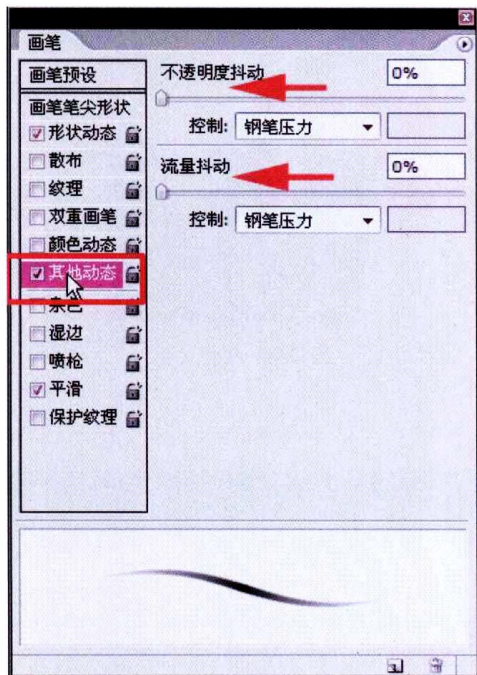 画笔
画笔预设
画笔笔尖形状
形状动态
散布
纹理
双重画笔
颜色动态
其他动态
杂色
湿边
喷枪
平滑
保护纹理
不透明度抖动 0%
控制: 钢笔压力
流量抖动 0%
控制: 钢笔压力